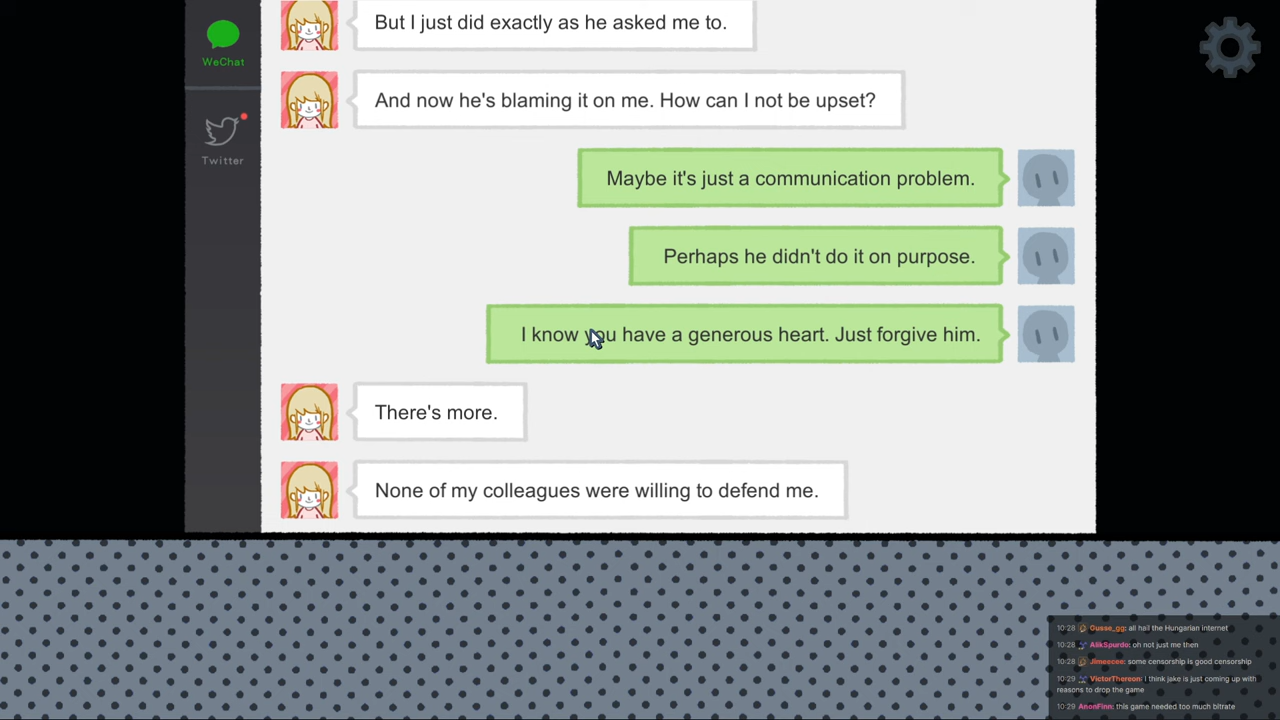 But I just did exactly as he asked me to.
WeChat
And now he's blaming it on me. How can I not be upset?
Twitter
Maybe it's just a communication problem.
Perhaps he didn't do it on purpose.
I know you have a generous heart. Just forgive him.
There's more.
None of my colleagues were willing to defend me.
10:28 Gusse_gg: all hail the Hungarian internet
10:28 AlikSpurdo: oh not just me then
10:28 Jimescee: some censorship is good censorship
10:29 VictorThereon: i think jake is just coming up with
reasons to drop the game
10:29 AnonFinn: this game needed too much bitrate